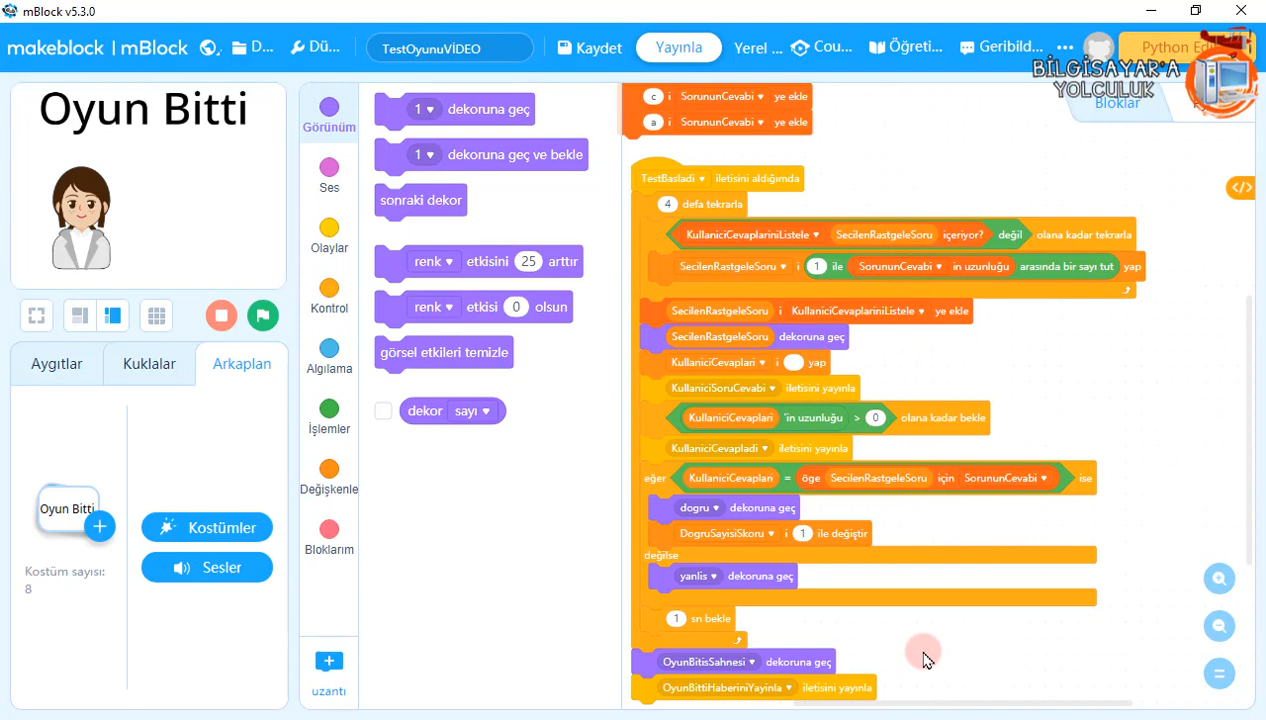 mBlock v5.3.0
makeblock | mBlock
D...
Dü...
TestOyunuVİDEO
Kaydet
Yayınla
Yerel ...
Cou...
Öğreti...
Geribild...
BİLGİSAYAR'A
YOLCULUK
Bloklar
Oyun Bitti
Aygıtlar
Kuklalar
Arkaplan
Oyun Bitti
Kostüm sayısı:
8
Kostümler
Sesler
Görünüm
Ses
Olaylar
Kontrol
Algılama
İşlemler
Değişkenle
Bloklarım
uzantı
1 dekoruna geç
1 dekoruna geç ve bekle
sonraki dekor
renk etkisini 25 arttır
renk etkisi 0 olsun
görsel etkileri temizle
dekor sayı
c i SorununCevabi ye ekle
a i SorununCevabi ye ekle
TestBasladi iletisini aldığımda
4 defa tekrarla
KullaniciCevaplariniListele SecilenRastgeleSoru içeriyor? değil olana kadar tekrarla
SecilenRastgeleSoru i 1 ile SorununCevabi in uzunluğu arasında bir sayı tut yap
SecilenRastgeleSoru i KullaniciCevaplariniListele ye ekle
SecilenRastgeleSoru dekoruna geç
KullaniciCevaplari i yap
KullaniciSoruCevabi iletisini yayınla
KullaniciCevaplari 'in uzunluğu > 0 olana kadar bekle
KullaniciCevapladi iletisini yayınla
eğer KullaniciCevaplari = öge SecilenRastgeleSoru için SorununCevabi ise
dogru dekoruna geç
DogruSayisiSkoru i 1 ile değiştir
değilse
yanlis dekoruna geç
1 sn bekle
OyunBitisSahnesi dekoruna geç
OyunBittiHaberiniYayinla iletisini yayınla